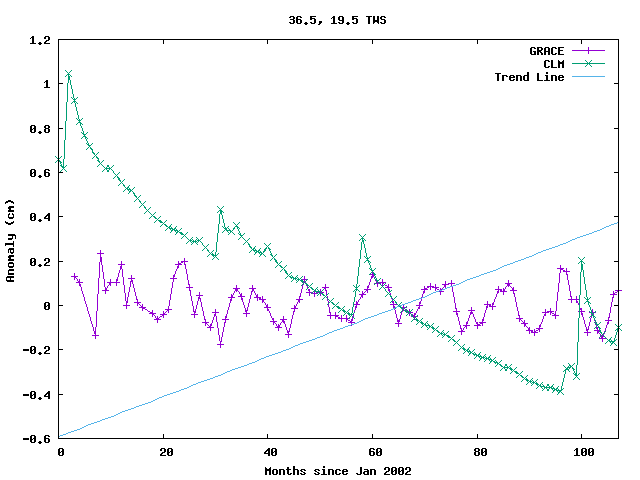 36.5, 19.5 TWS
GRACE
CLM
Trend Line
1.2
1
0.8
0.6
0.4
0.2
0
-0.2
-0.4
-0.6
Anomaly (cm)
0 20 40 60 80 100
Months since Jan 2002